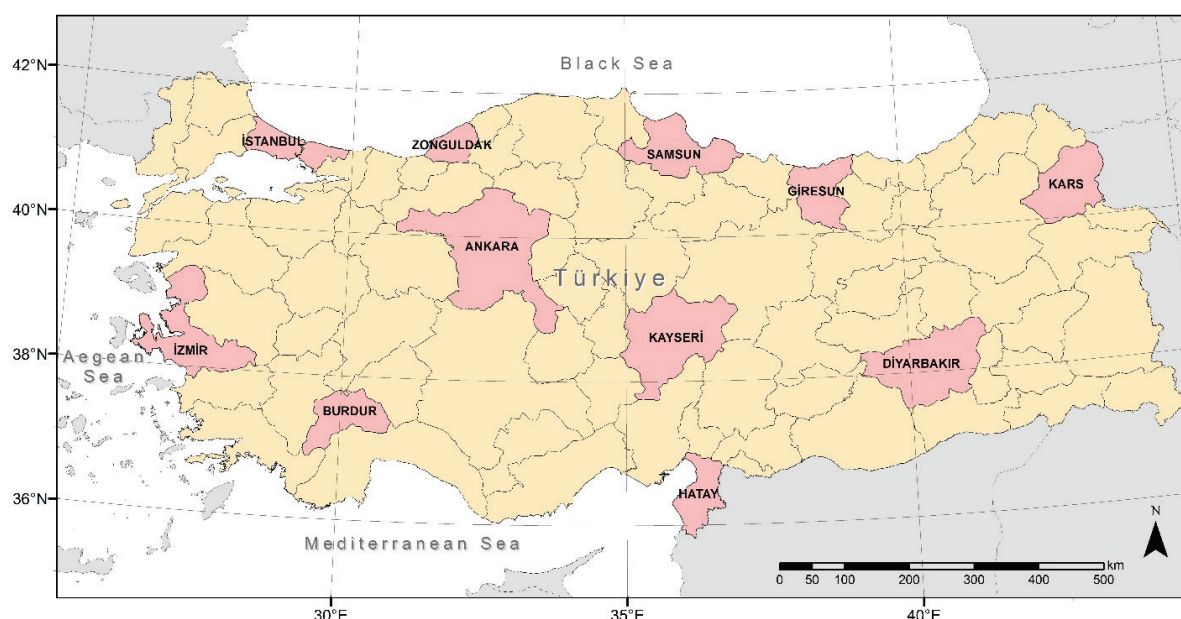 42°N
Black Sea
İSTANBUL
ZONGULDAK
SAMSUN
GİRESUN
KARS
40°N
ANKARA
Türkiye
KAYSERİ
38°N
İZMİR
Aegean
Sea
DİYARBAKIR
BURDUR
36°N
HATAY
Mediterranean Sea
N
km
0 50 100 200 300 400 500
30°E 35°E 40°E